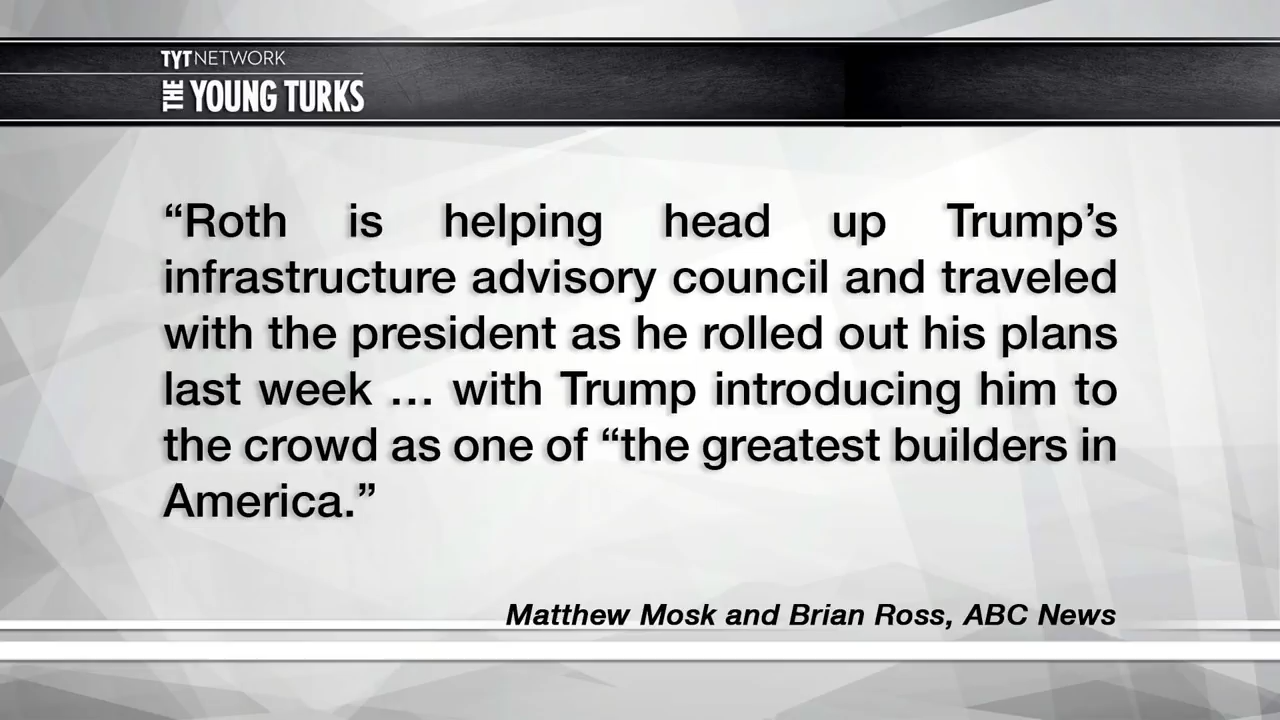 TYT NETWORK
THE YOUNG TURKS
“Roth is helping head up Trump’s
infrastructure advisory council and traveled
with the president as he rolled out his plans
last week … with Trump introducing him to
the crowd as one of “the greatest builders in
America.”
Matthew Mosk and Brian Ross, ABC News